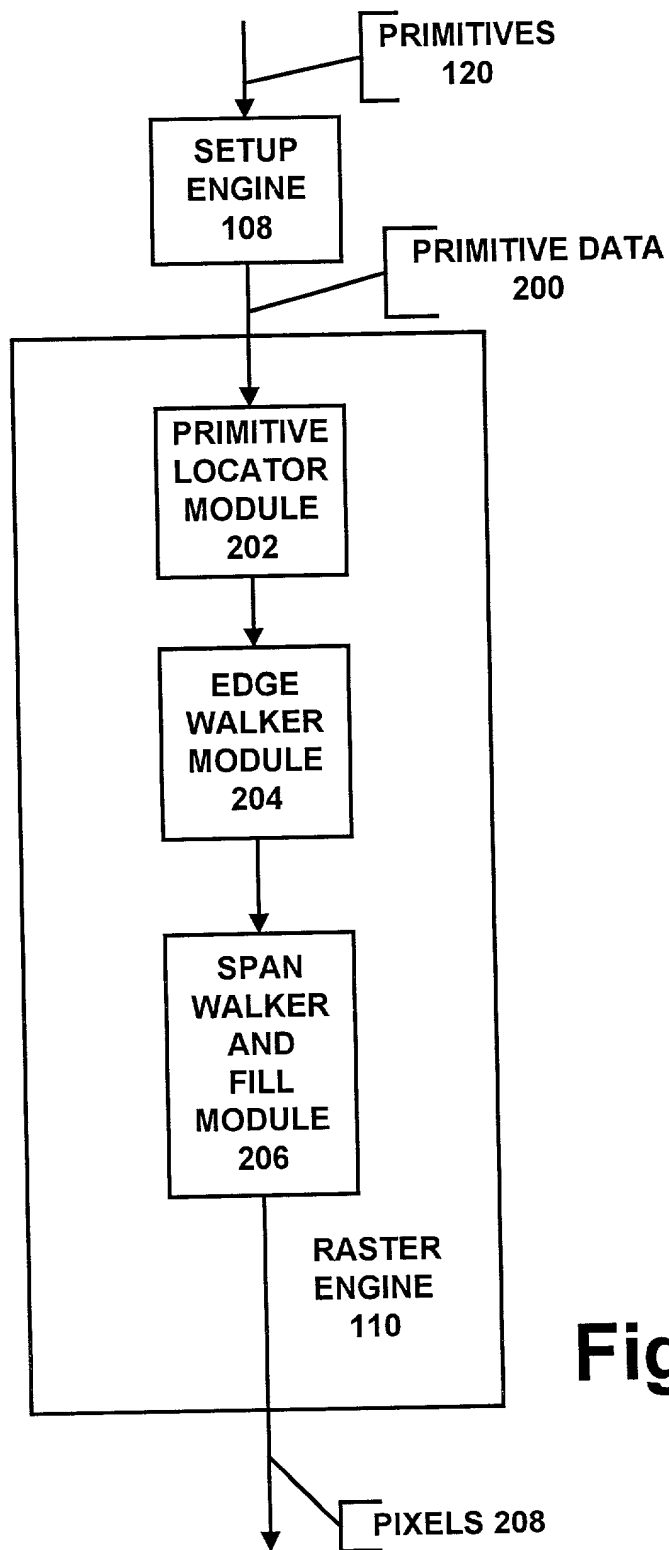 PRIMITIVES
120
SETUP
ENGINE
108
PRIMITIVE DATA
200
PRIMITIVE
LOCATOR
MODULE
202
EDGE
WALKER
MODULE
204
SPAN
WALKER
AND
FILL
MODULE
206
RASTER
ENGINE
110
Fig
PIXELS 208